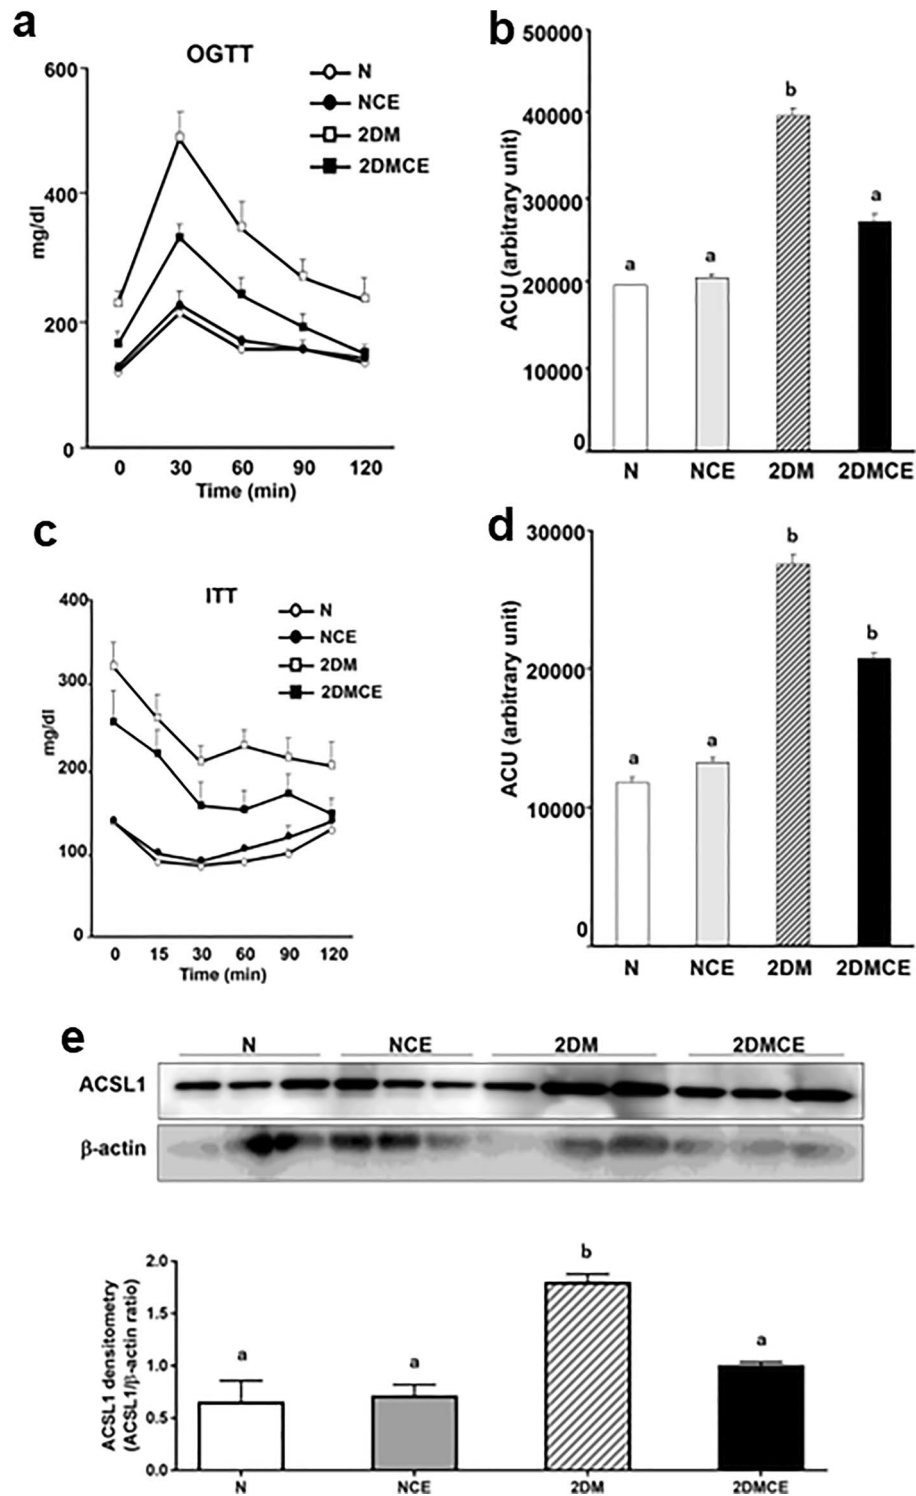 a
OGTT
mg/dl
600
400
200
0
N
NCE
2DM
2DMCE
0 30 60 90 120
Time (min)
b
ACU (arbitrary unit)
50000
40000
30000
20000
10000
0
a
a
b
a
N NCE 2DM 2DMCE
c
ITT
mg/dl
400
300
200
100
0
N
NCE
2DM
2DMCE
0 15 30 60 90 120
Time (min)
d
ACU (arbitrary unit)
30000
20000
10000
0
a
a
b
b
N NCE 2DM 2DMCE
e
N NCE 2DM 2DMCE
ACSL1
β-actin
ACSL1 densitometry
(ACSL1/β-actin ratio)
2.0
1.5
1.0
0.5
0.0
a
a
b
a
N NCE 2DM 2DMCE